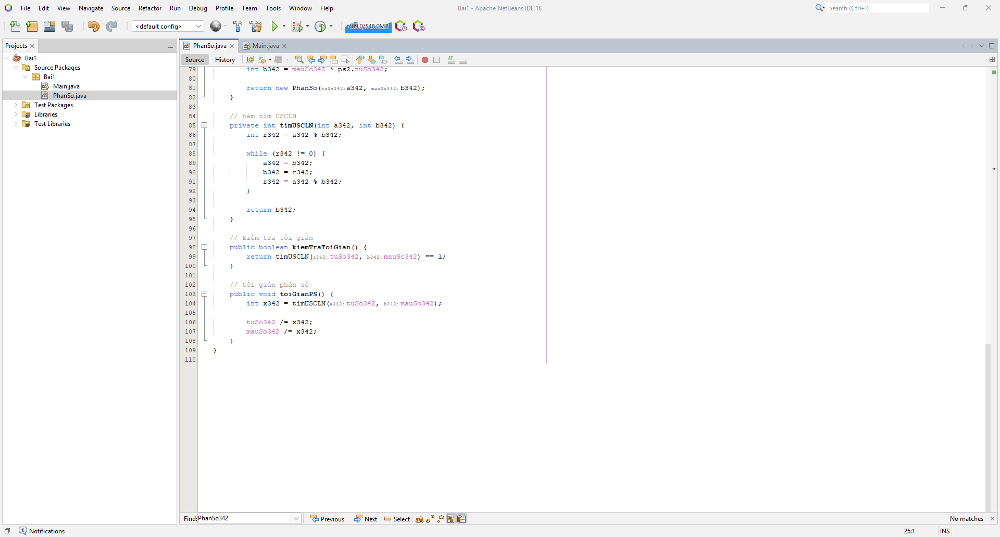 File Edit View Navigate Source Refactor Run Debug Profile Team Tools Window Help
Bai1 - Apache NetBeans IDE 18
Search (Ctrl+I)
<default config>
409.0/548.0MB
Projects
Bai1
Source Packages
Bai1
Main.java
PhanSo.java
Test Packages
Libraries
Test Libraries
PhanSo.java Main.java
Source History
79 int b342 = mauSo342 * ps2.tuSo342;
80
81 return new PhanSo(tuSo342: a342, mauSo342: b342);
82 }
83
84 // hàm tìm USCLN
85 private int timUSCLN(int a342, int b342) {
86 int r342 = a342 % b342;
87
88 while (r342 != 0) {
89 a342 = b342;
90 b342 = r342;
91 r342 = a342 % b342;
92 }
93
94 return b342;
95 }
96
97 // kiểm tra tối giản
98 public boolean kiemTraToiGian() {
99 return timUSCLN(a342: tuSo342, b342: mauSo342) == 1;
100 }
101
102 // tối giản phân số
103 public void toiGianPS() {
104 int x342 = timUSCLN(a342: tuSo342, b342: mauSo342);
105
106 tuSo342 /= x342;
107 mauSo342 /= x342;
108 }
109 }
110
Find: PhanSo342 Previous Next Select No matches
Notifications
26:1 INS